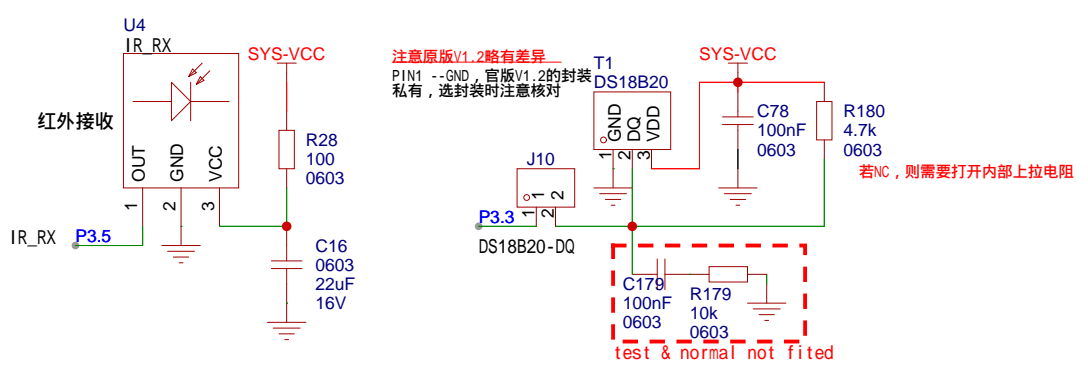 U4
IR_RX
SYS-VCC
红外接收
OUT
GND
VCC
1
2
3
R28
100
0603
IR_RX
P3.5
C16
0603
22uF
16V
注意原版V1.2略有差异
PIN1 --GND，官版V1.2的封装
私有，选封装时注意核对
T1
DS18B20
GND
DQ
VDD
1
2
3
SYS-VCC
C78
100nF
0603
R180
4.7k
0603
若NC，则需要打开内部上拉电阻
J10
1
2
1
2
P3.3
DS18B20-DQ
C179
100nF
0603
R179
10k
0603
test & normal not fited